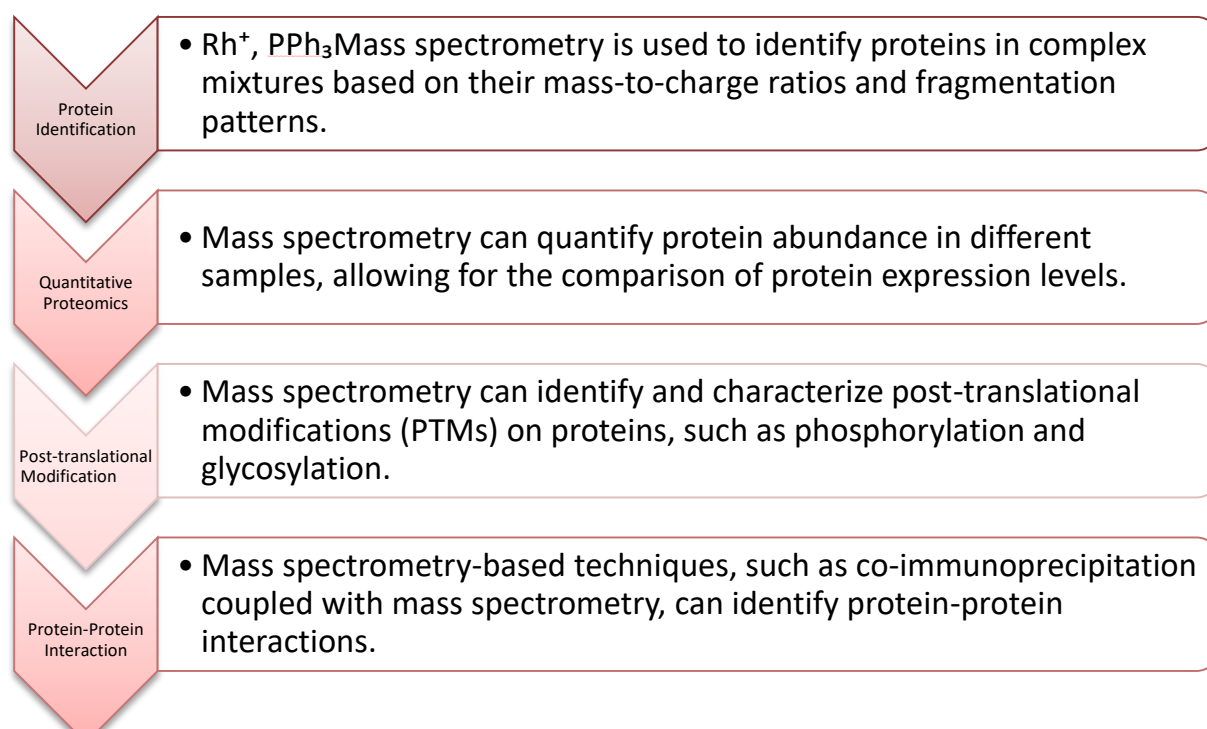 Protein
Identification
• Rh⁺, PPh₃Mass spectrometry is used to identify proteins in complex
mixtures based on their mass-to-charge ratios and fragmentation
patterns.
Quantitative
Proteomics
• Mass spectrometry can quantify protein abundance in different
samples, allowing for the comparison of protein expression levels.
Post-translational
Modification
• Mass spectrometry can identify and characterize post-translational
modifications (PTMs) on proteins, such as phosphorylation and
glycosylation.
Protein-Protein
Interaction
• Mass spectrometry-based techniques, such as co-immunoprecipitation
coupled with mass spectrometry, can identify protein-protein
interactions.